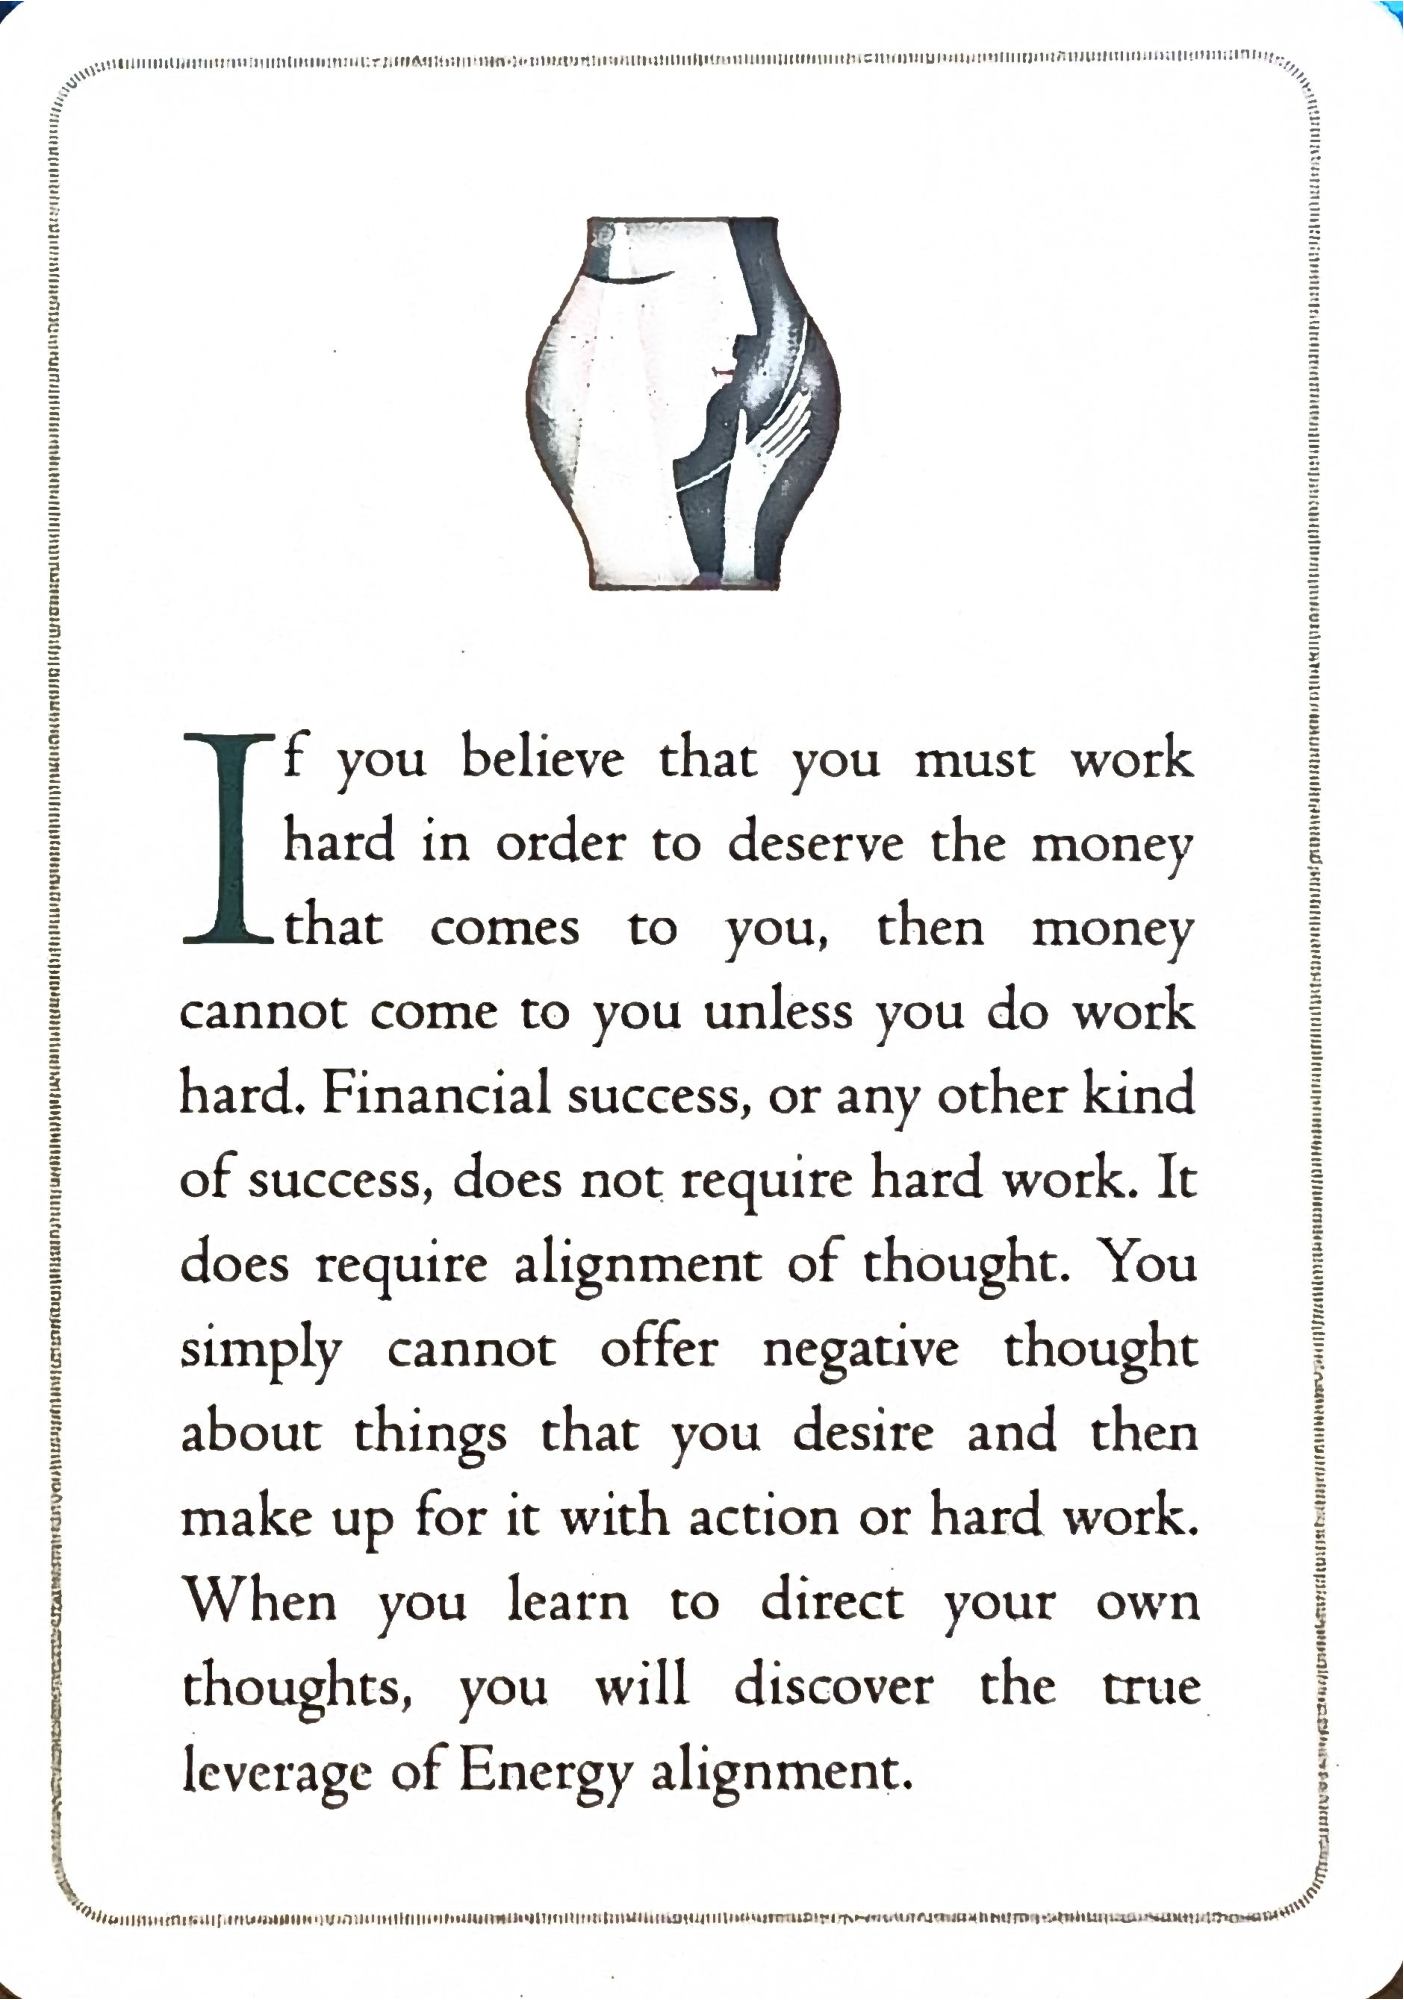 If you believe that you must work
hard in order to deserve the money
that comes to you, then money
cannot come to you unless you do work
hard. Financial success, or any other kind
of success, does not require hard work. It
does require alignment of thought. You
simply cannot offer negative thought
about things that you desire and then
make up for it with action or hard work.
When you learn to direct your own
thoughts, you will discover the true
leverage of Energy alignment.